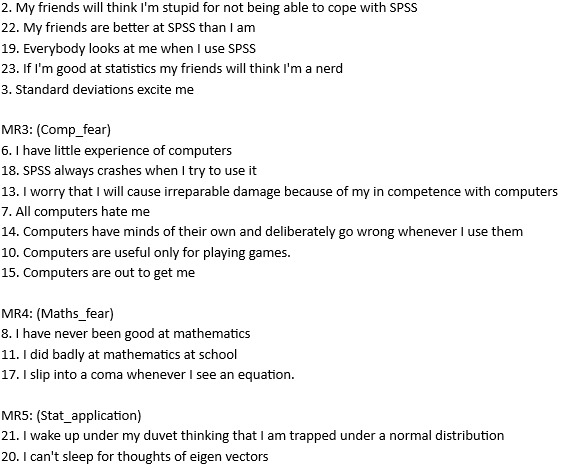 2. My friends will think I'm stupid for not being able to cope with SPSS
22. My friends are better at SPSS than I am
19. Everybody looks at me when I use SPSS
23. If I'm good at statistics my friends will think I'm a nerd
3. Standard deviations excite me
MR3: (Comp_fear)
6. I have little experience of computers
18. SPSS always crashes when I try to use it
13. I worry that I will cause irreparable damage because of my in competence with computers
7. All computers hate me
14. Computers have minds of their own and deliberately go wrong whenever I use them
10. Computers are useful only for playing games.
15. Computers are out to get me
MR4: (Maths_fear)
8. I have never been good at mathematics
11. I did badly at mathematics at school
17. I slip into a coma whenever I see an equation.
MR5: (Stat_application)
21. I wake up under my duvet thinking that I am trapped under a normal distribution
20. I can't sleep for thoughts of eigen vectors